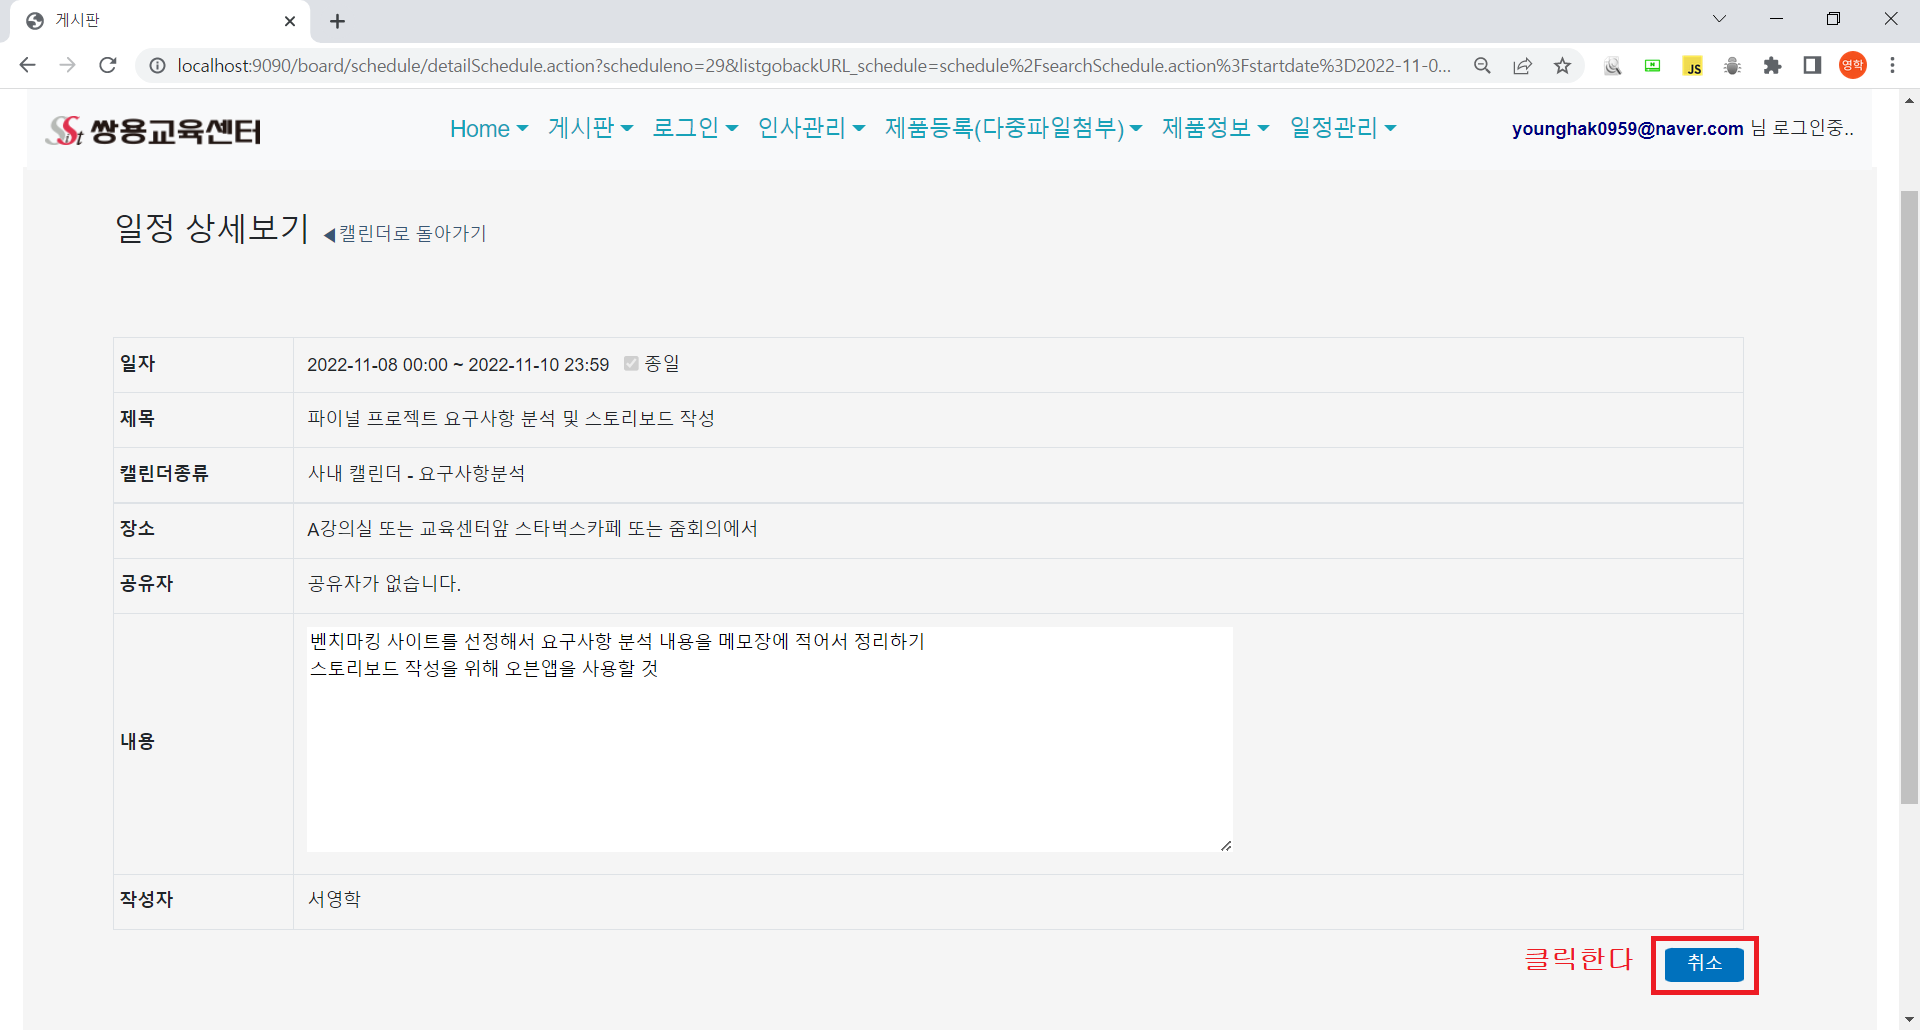 게시판
localhost:9090/board/schedule/detailSchedule.action?scheduleno=29&listgobackURL_schedule=schedule%2FsearchSchedule.action%3Fstartdate%3D2022-11-0...
JS
영학
Sist 쌍용교육센터
Home 게시판 로그인 인사관리 제품등록(다중파일첨부) 제품정보 일정관리
younghak0959@naver.com 님 로그인중..
일정 상세보기 ◀캘린더로 돌아가기
일자 2022-11-08 00:00 ~ 2022-11-10 23:59 종일
제목 파이널 프로젝트 요구사항 분석 및 스토리보드 작성
캘린더종류 사내 캘린더 - 요구사항분석
장소 A강의실 또는 교육센터앞 스타벅스카페 또는 줌회의에서
공유자 공유자가 없습니다.
내용 벤치마킹 사이트를 선정해서 요구사항 분석 내용을 메모장에 적어서 정리하기
스토리보드 작성을 위해 오븐앱을 사용할 것
작성자 서영학
클릭한다 취소